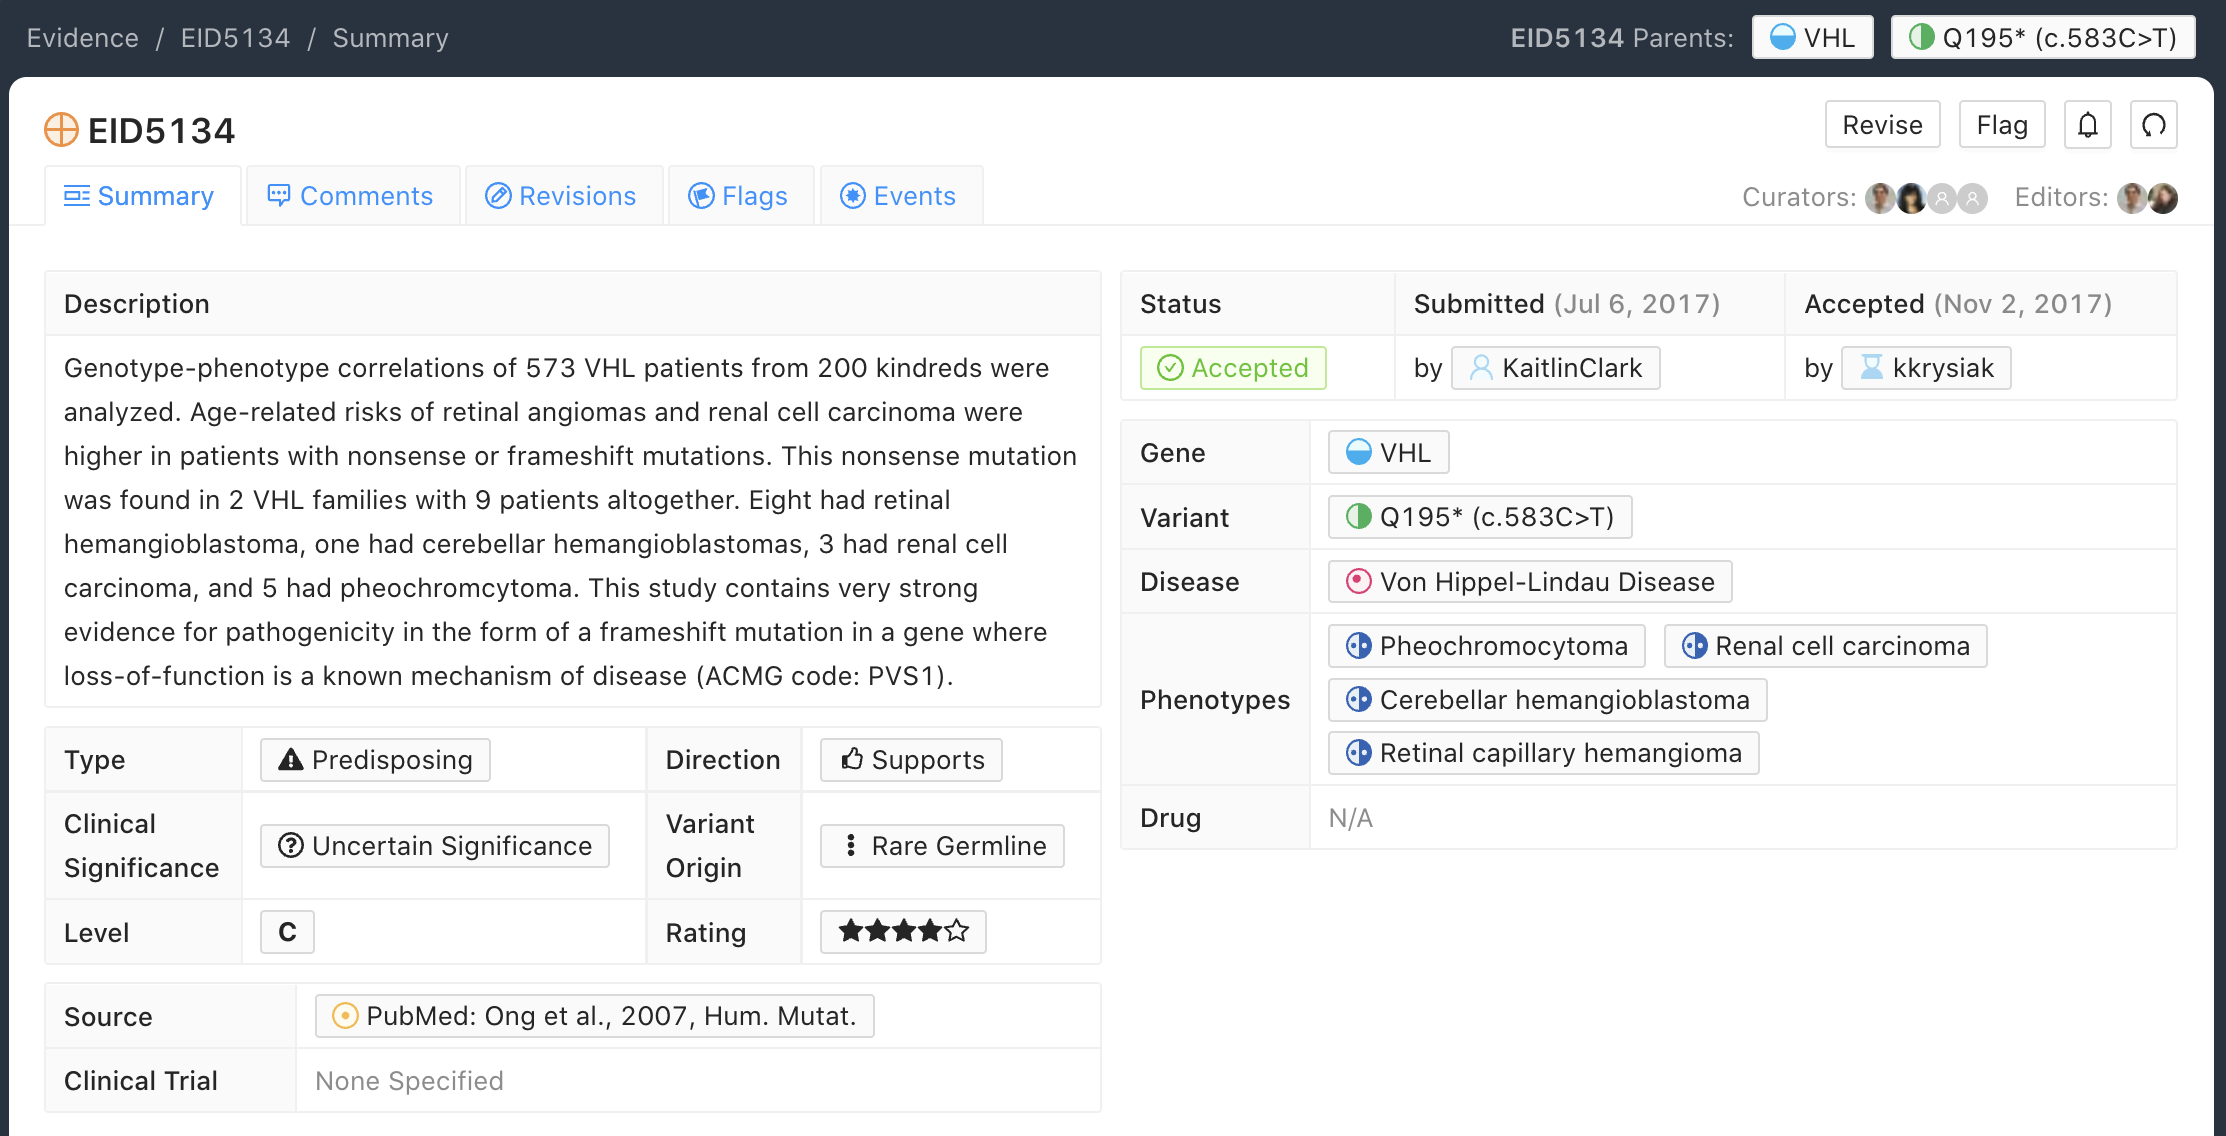 Evidence / EID5134 / Summary
EID5134 Parents: VHL Q195* (c.583C>T)
EID5134
Revise Flag
Summary Comments Revisions Flags Events
Curators: Editors:
Description
Genotype-phenotype correlations of 573 VHL patients from 200 kindreds were
analyzed. Age-related risks of retinal angiomas and renal cell carcinoma were
higher in patients with nonsense or frameshift mutations. This nonsense mutation
was found in 2 VHL families with 9 patients altogether. Eight had retinal
hemangioblastoma, one had cerebellar hemangioblastomas, 3 had renal cell
carcinoma, and 5 had pheochromcytoma. This study contains very strong
evidence for pathogenicity in the form of a frameshift mutation in a gene where
loss-of-function is a known mechanism of disease (ACMG code: PVS1).
Type Predisposing Direction Supports
Clinical
Significance
Uncertain Significance
Variant
Origin
Rare Germline
Level C Rating
Source PubMed: Ong et al., 2007, Hum. Mutat.
Clinical Trial None Specified
Status Submitted (Jul 6, 2017) Accepted (Nov 2, 2017)
Accepted by KaitlinClark by kkrysiak
Gene VHL
Variant Q195* (c.583C>T)
Disease Von Hippel-Lindau Disease
Phenotypes
Pheochromocytoma Renal cell carcinoma
Cerebellar hemangioblastoma
Retinal capillary hemangioma
Drug N/A